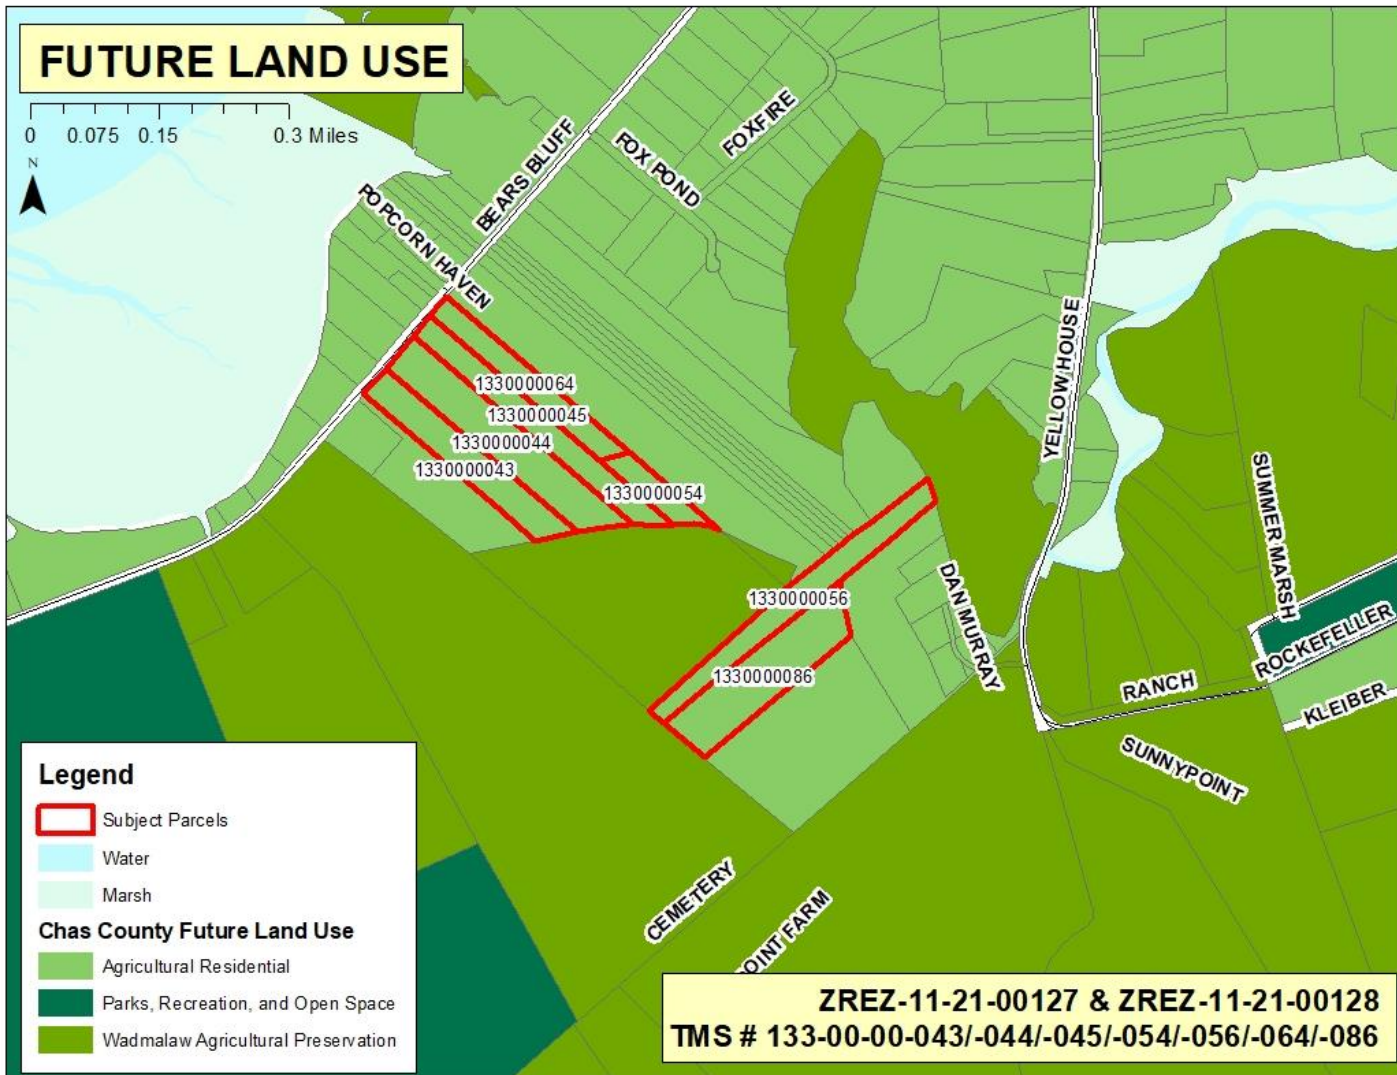 FUTURE LAND USE
0 0.075 0.15 0.3 Miles
N
BEARS BLUFF
FOX POND
FOXFIRE
POPCORN HAVEN
YELLOW HOUSE
1330000064
1330000045
1330000044
1330000043
1330000054
1330000056
1330000086
DAN MURRAY
SUMMER MARSH
ROCKEFELLER
RANCH
KLEIBER
SUNNYPOINT
CEMETERY
POINT FARM
Legend
Subject Parcels
Water
Marsh
Chas County Future Land Use
Agricultural Residential
Parks, Recreation, and Open Space
Wadmalaw Agricultural Preservation
ZREZ-11-21-00127 & ZREZ-11-21-00128
TMS # 133-00-00-043/-044/-045/-054/-056/-064/-086